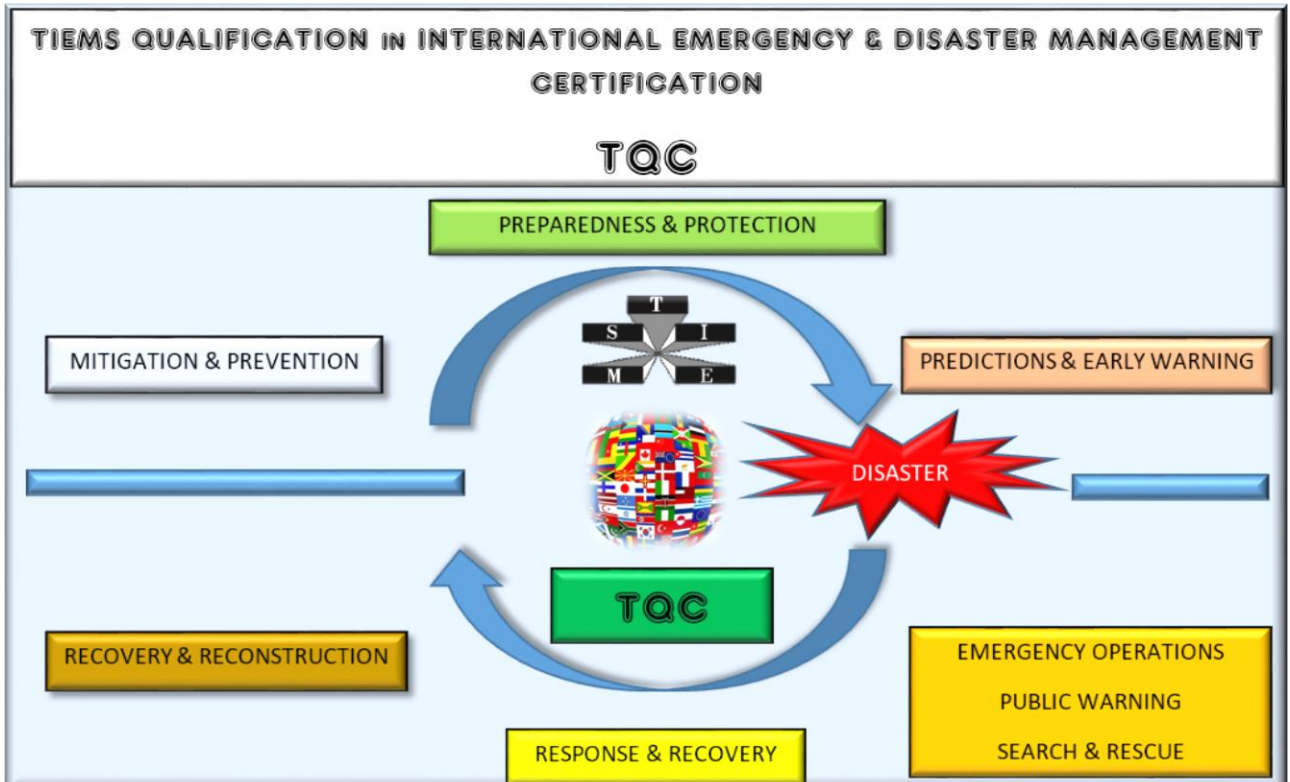 TIEMS QUALIFICATION IN INTERNATIONAL EMERGENCY & DISASTER MANAGEMENT
CERTIFICATION
TQC
PREPAREDNESS & PROTECTION
T
S I
M E
MITIGATION & PREVENTION
PREDICTIONS & EARLY WARNING
DISASTER
TQC
RECOVERY & RECONSTRUCTION
EMERGENCY OPERATIONS
PUBLIC WARNING
SEARCH & RESCUE
RESPONSE & RECOVERY